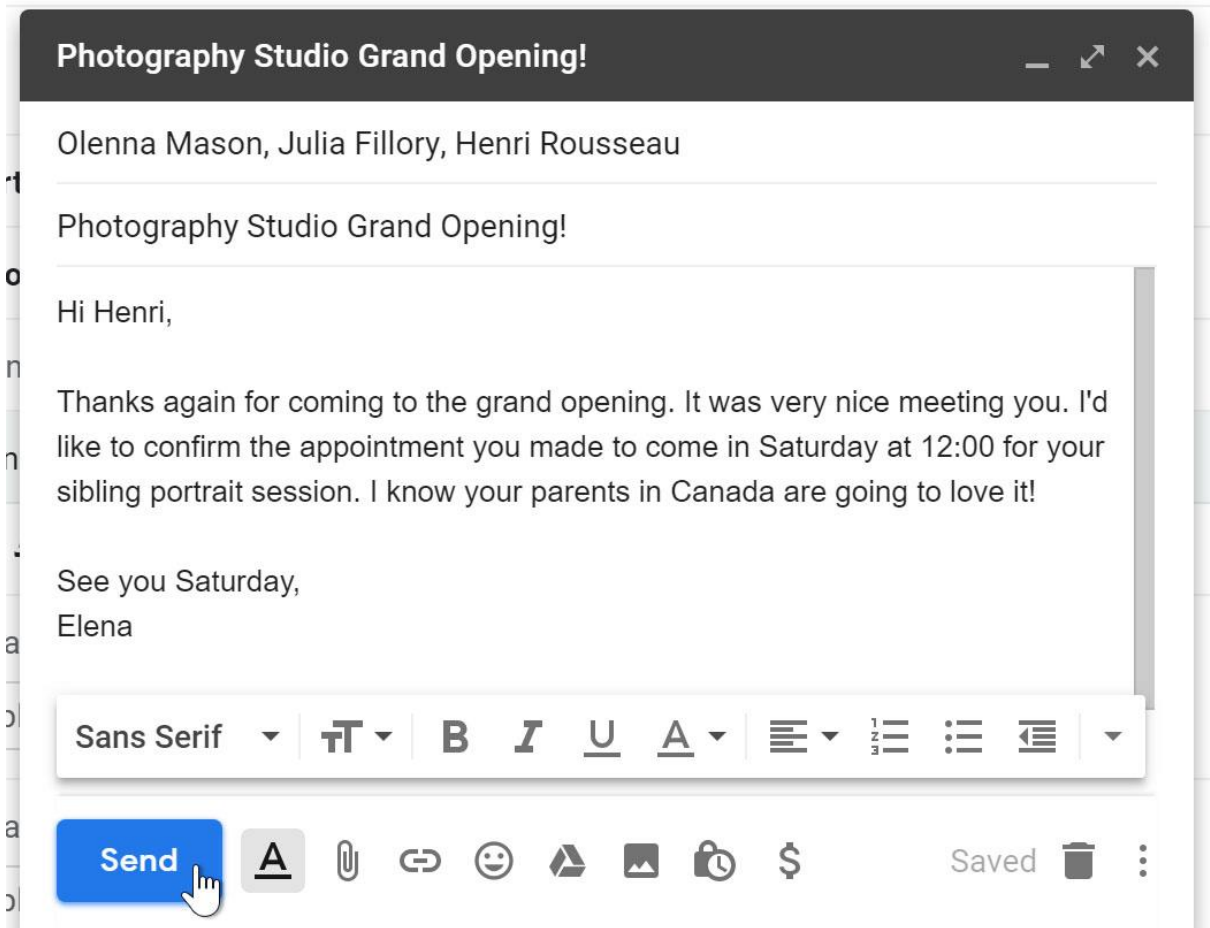 Photography Studio Grand Opening!
Olenna Mason, Julia Fillory, Henri Rousseau
Photography Studio Grand Opening!
Hi Henri,
Thanks again for coming to the grand opening. It was very nice meeting you. I'd
like to confirm the appointment you made to come in Saturday at 12:00 for your
sibling portrait session. I know your parents in Canada are going to love it!
See you Saturday,
Elena
Sans Serif
Send
Saved